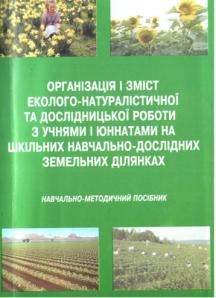 ОРГАНІЗАЦІЯ І ЗМІСТ
ЕКОЛОГО-НАТУРАЛІСТИЧНОЇ
ТА ДОСЛІДНИЦЬКОЇ РОБОТИ
З УЧНЯМИ І ЮННАТАМИ НА
ШКІЛЬНИХ НАВЧАЛЬНО-ДОСЛІДНИХ
ЗЕМЕЛЬНИХ ДІЛЯНКАХ
НАВЧАЛЬНО-МЕТОДИЧНИЙ ПОСІБНИК